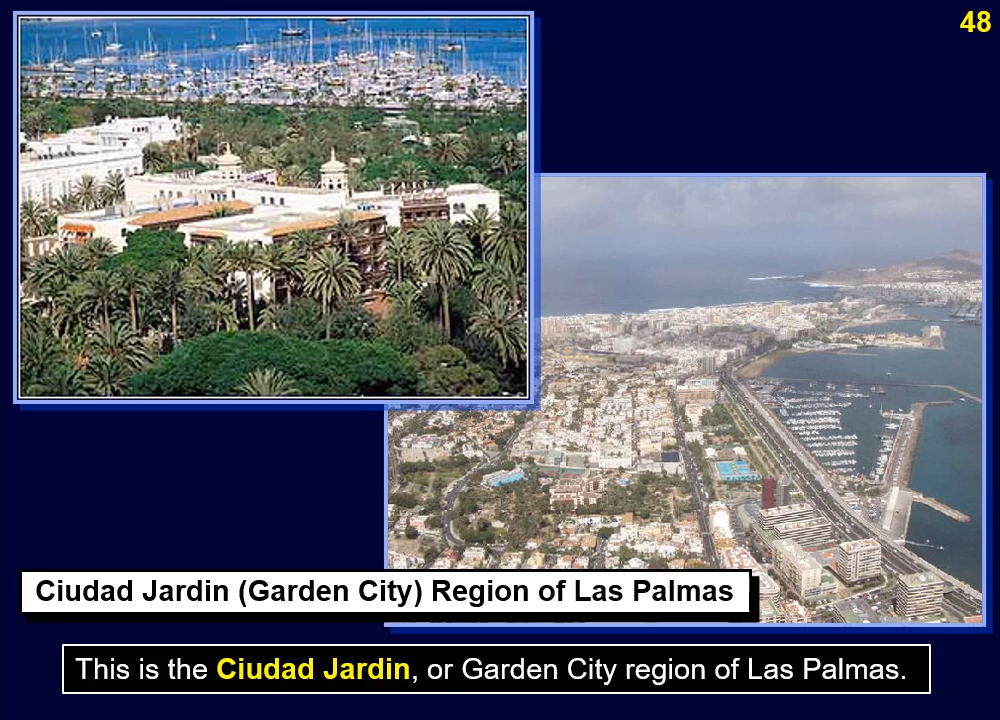 48
Ciudad Jardin (Garden City) Region of Las Palmas
This is the Ciudad Jardin, or Garden City region of Las Palmas.